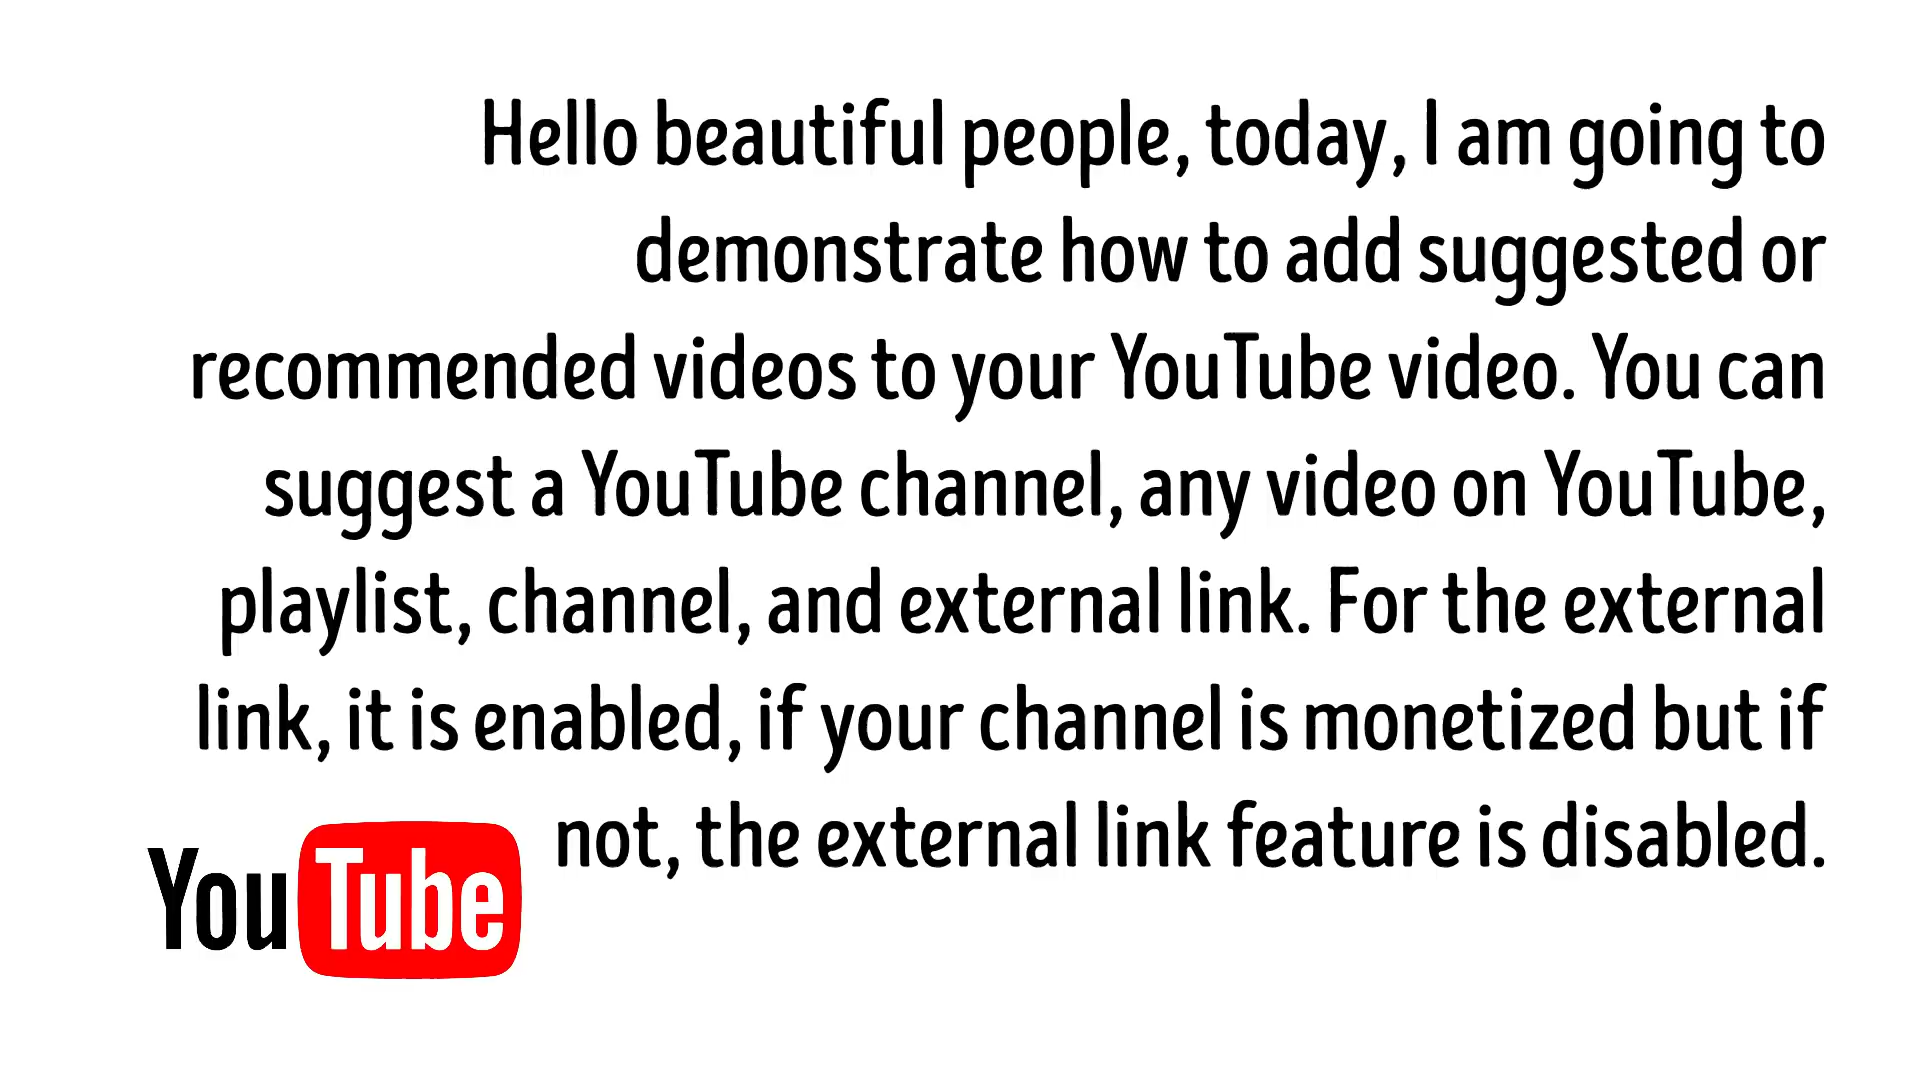 Hello beautiful people, today, I am going to
demonstrate how to add suggested or
recommended videos to your YouTube video. You can
suggest a YouTube channel, any video on YouTube,
playlist, channel, and external link. For the external
link, it is enabled, if your channel is monetized but if
not, the external link feature is disabled.
YouTube